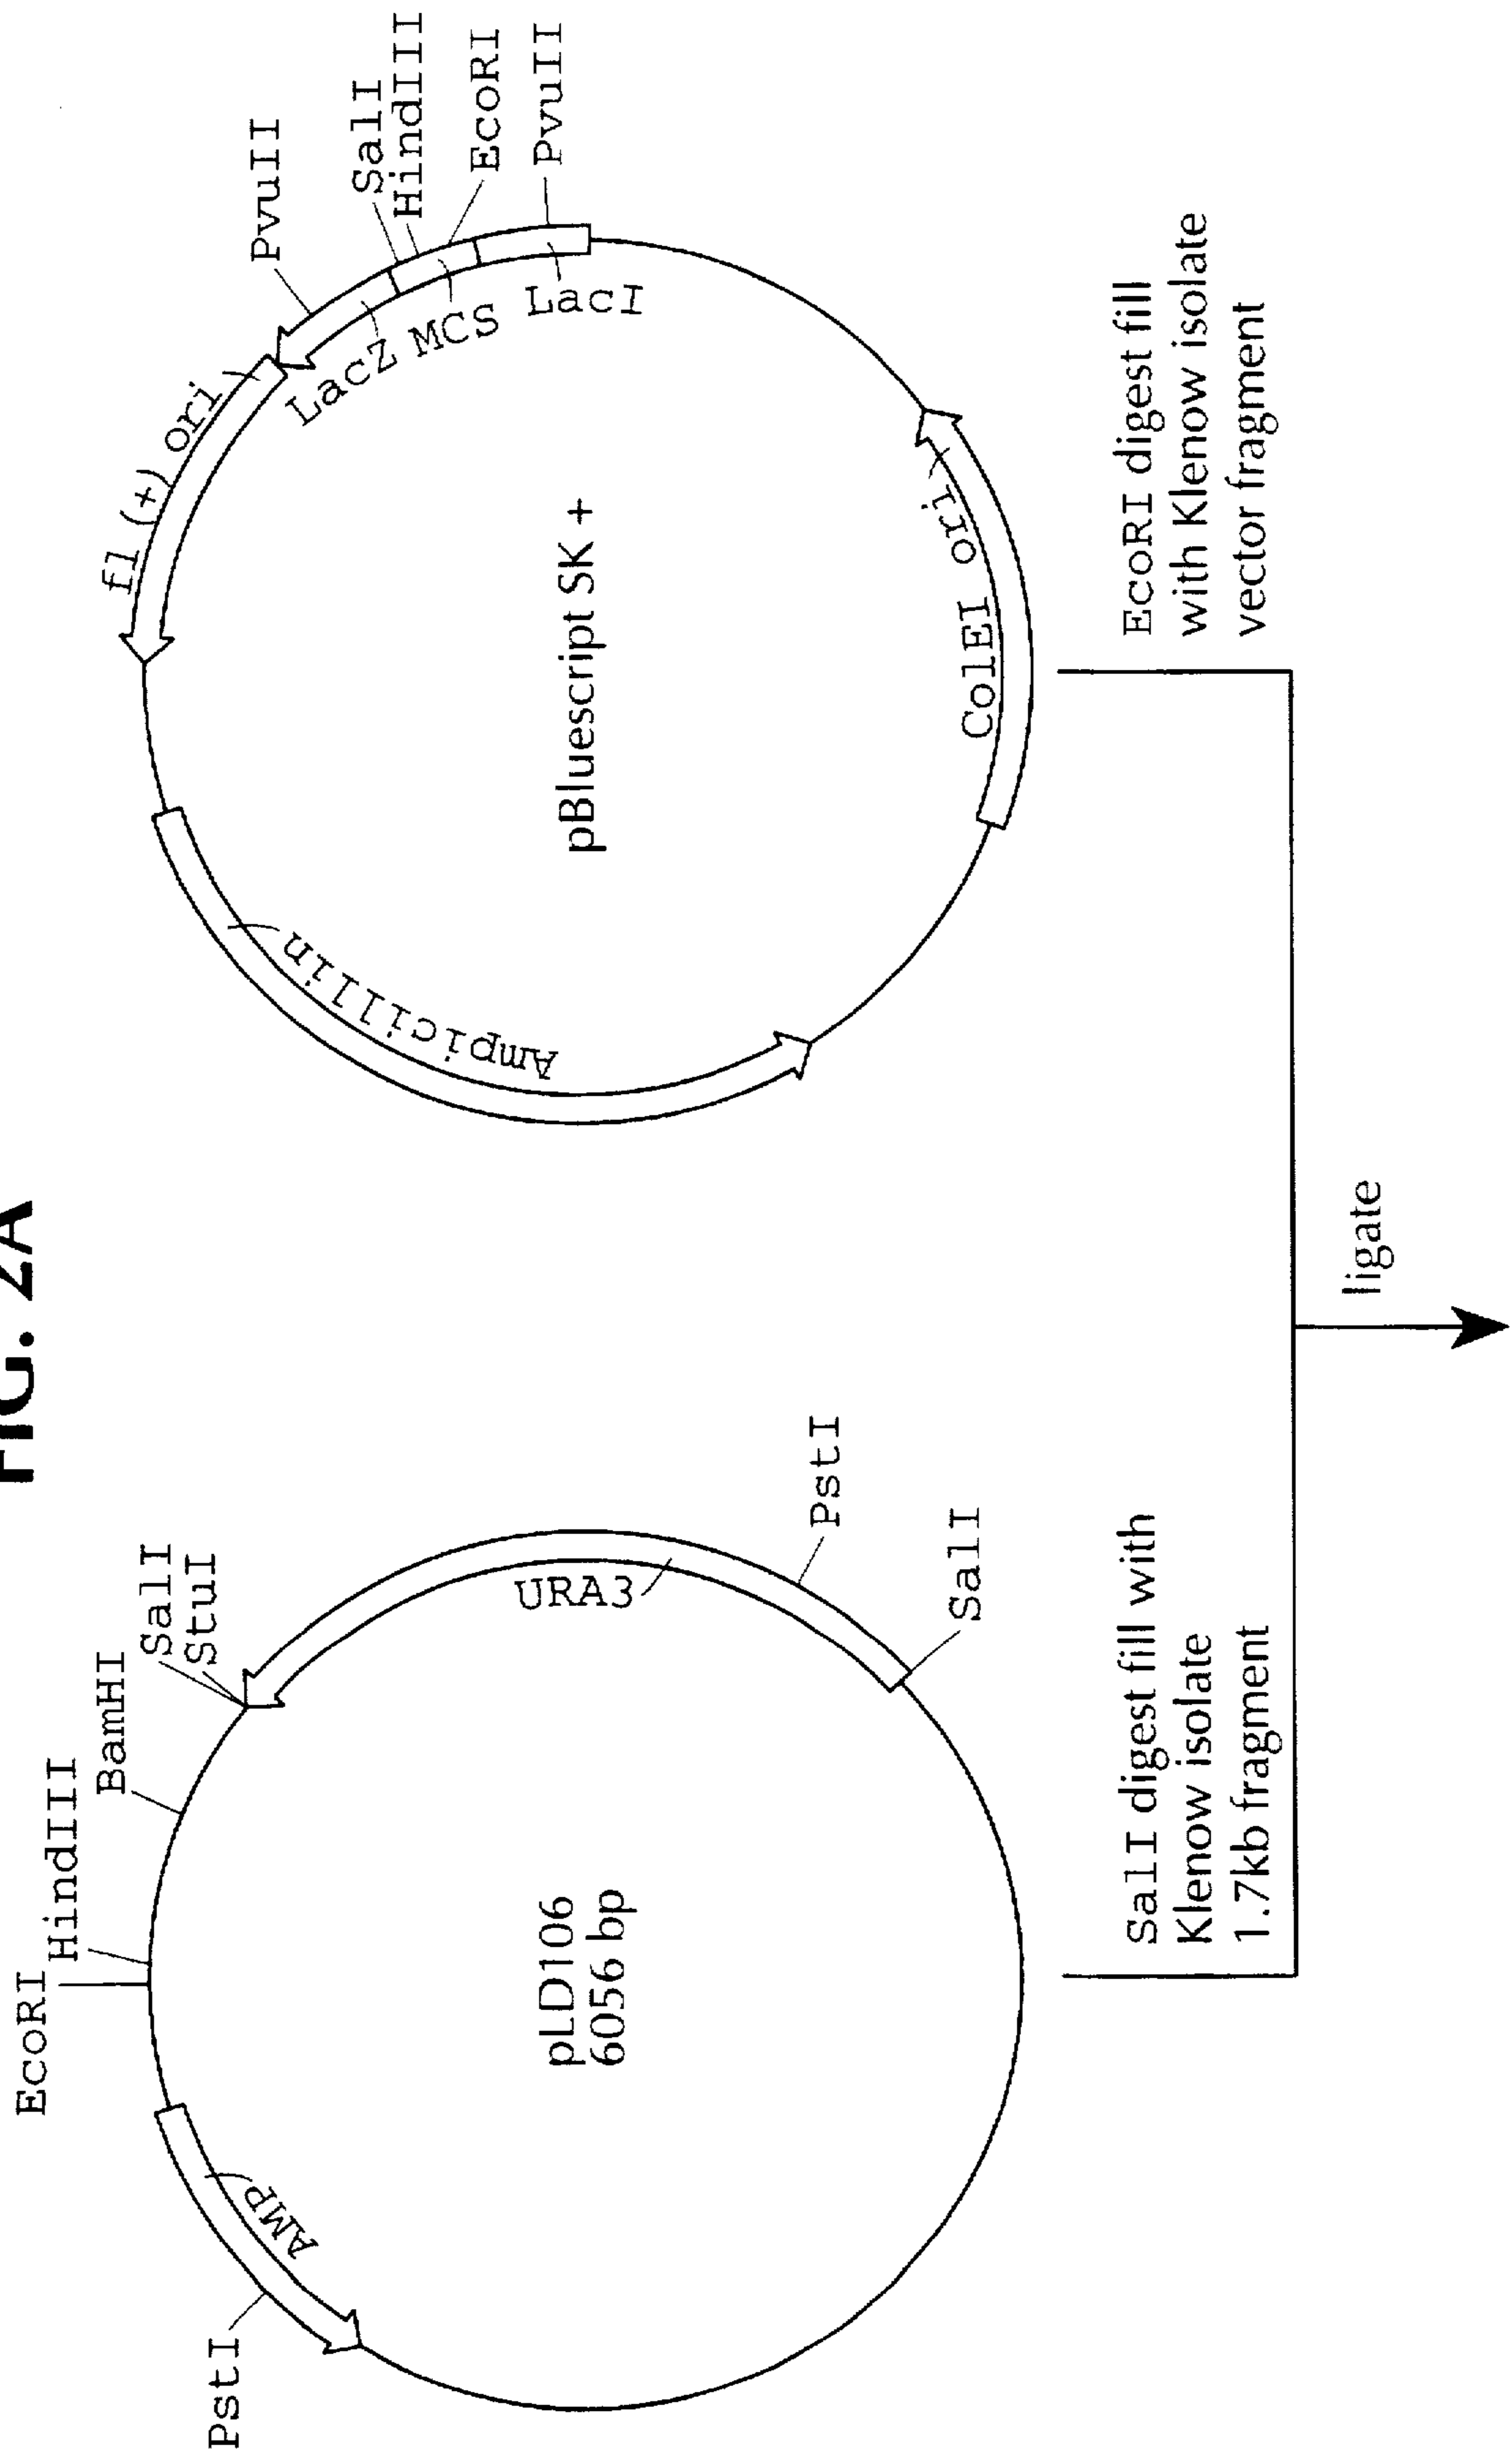 FIG. 2A
EcoRI
HindIII
BamHI
SalI
StuI
PstI
AMP
URA3
pLD106
6056 bp
PstI
SalI
f1 (+) ori
PvuII
SalI
HindIII
EcoRI
PvuII
LacZ
MCS
LacI
Ampicillin
pBluescript SK +
ColEI ori
SalI digest fill with
Klenow isolate
1.7kb fragment
EcoRI digest fill
with Klenow isolate
vector fragment
ligate